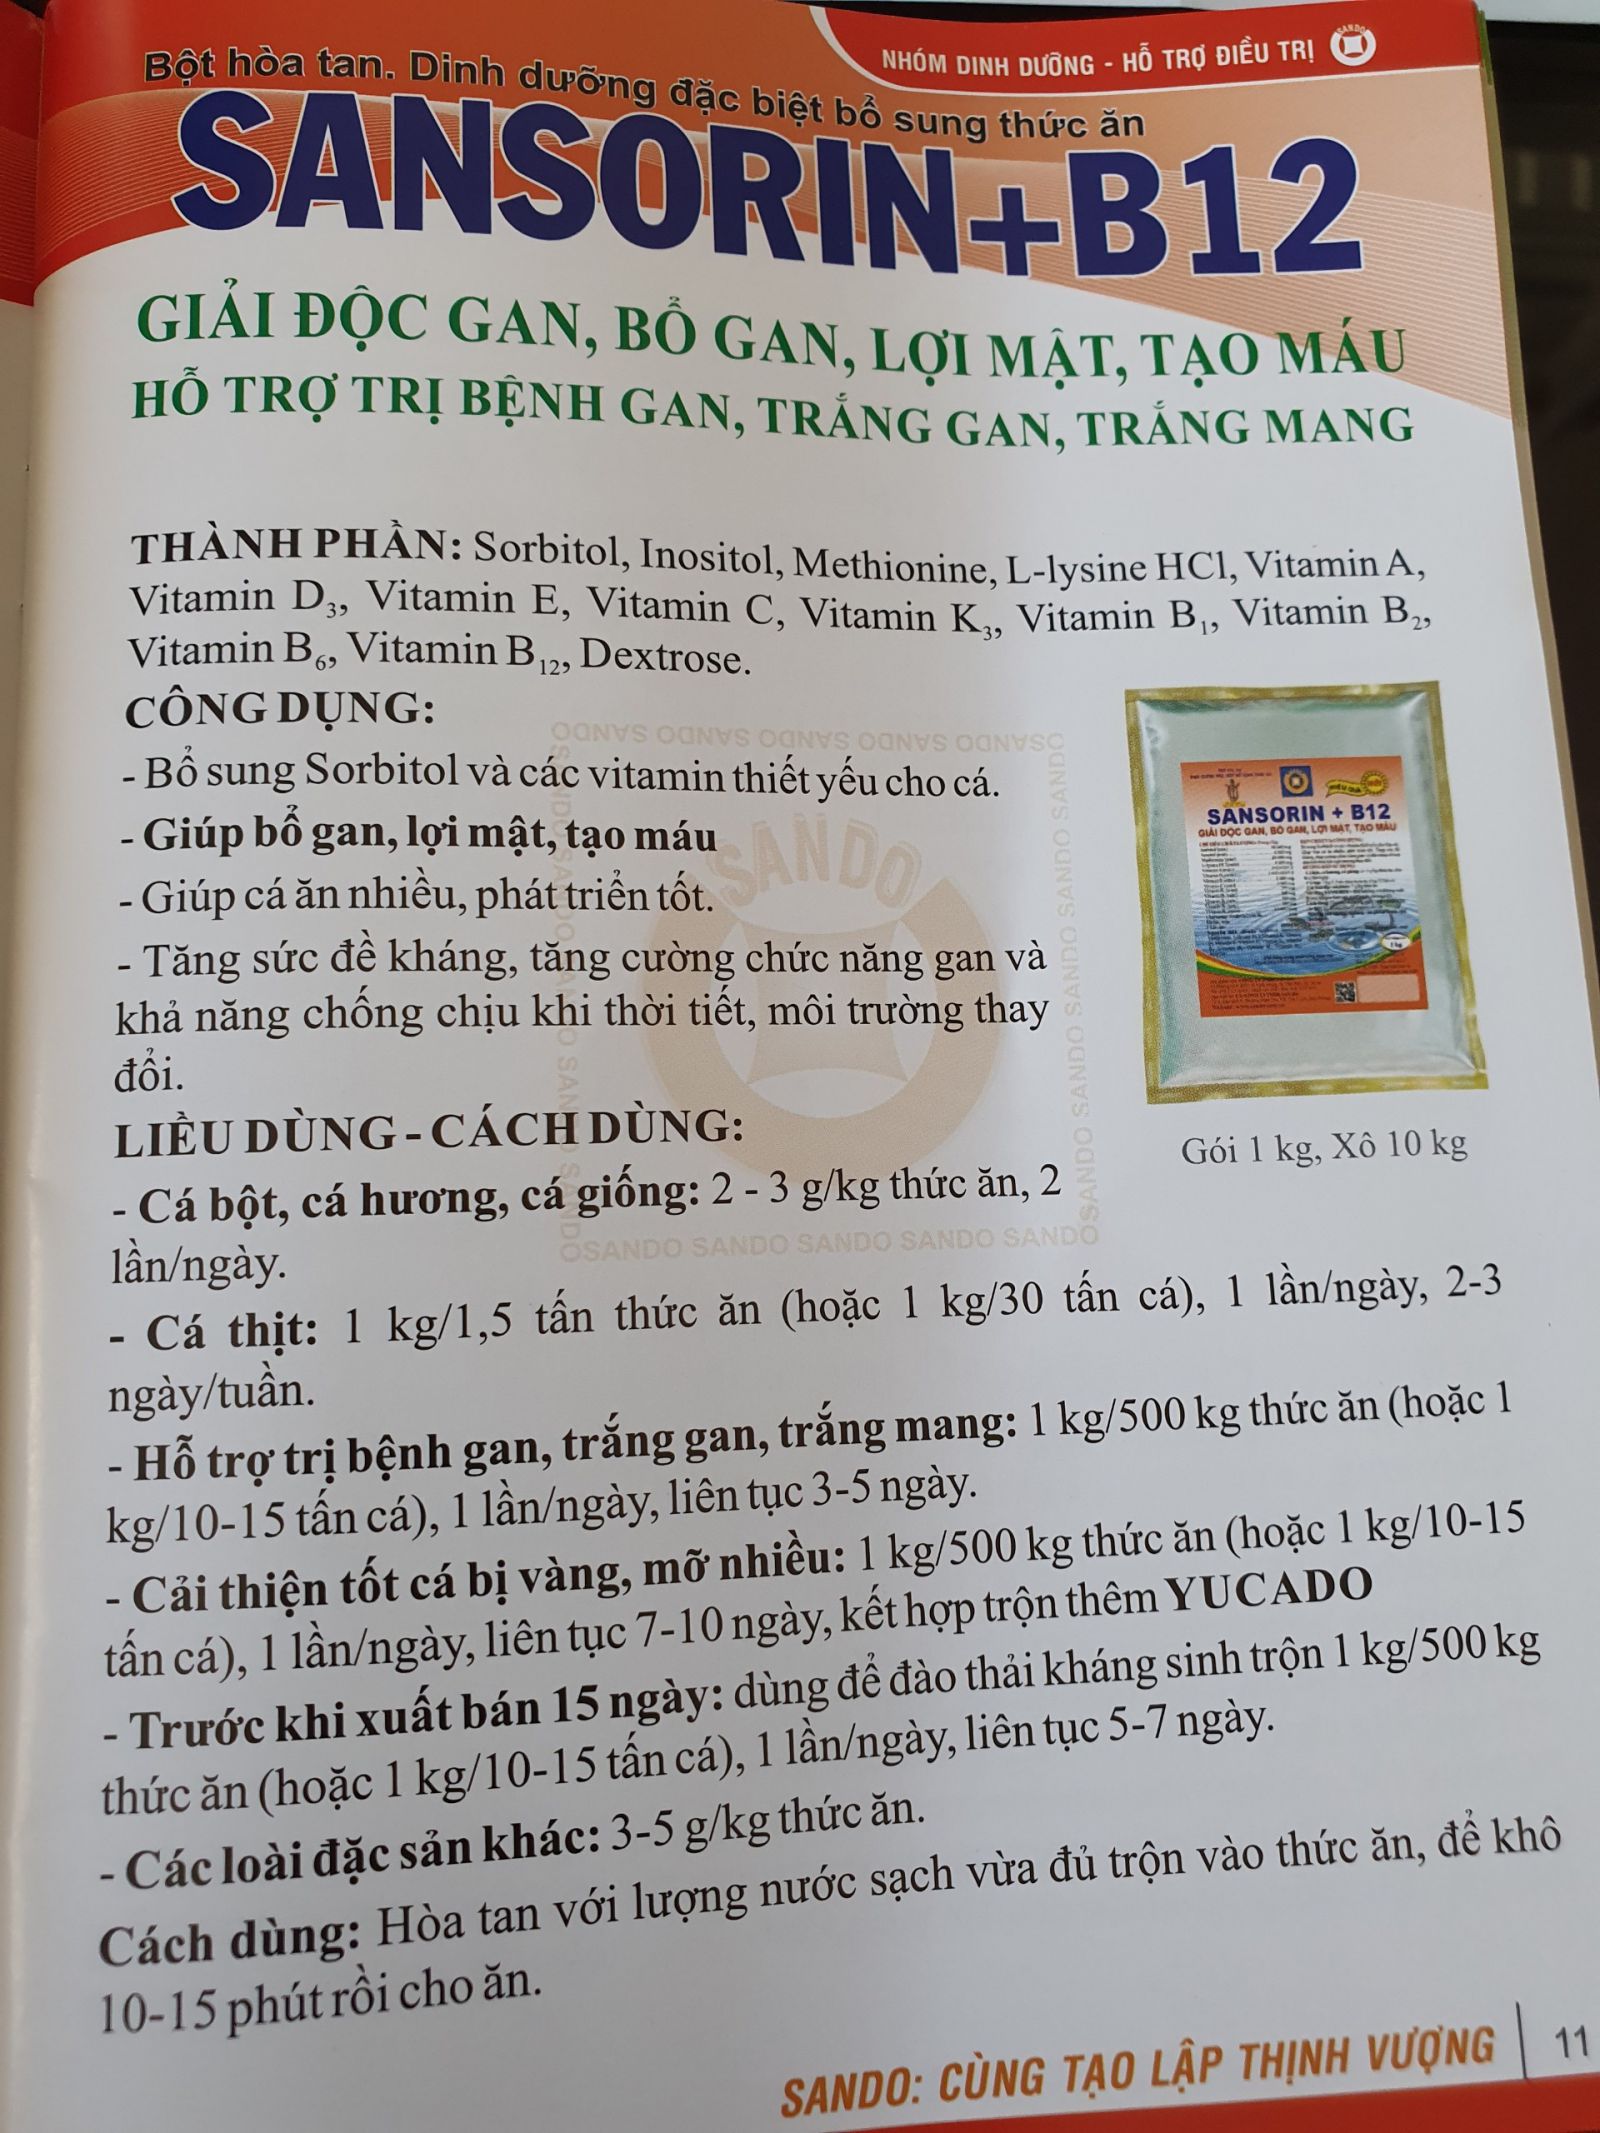 NHÓM DINH DƯỠNG - HỖ TRỢ ĐIỀU TRỊ
SANDO
Bột hòa tan. Dinh dưỡng đặc biệt bổ sung thức ăn
SANSORIN+B12
GIẢI ĐỘC GAN, BỔ GAN, LỢI MẬT, TẠO MÁU
HỖ TRỢ TRỊ BỆNH GAN, TRẮNG GAN, TRẮNG MANG
THÀNH PHẦN: Sorbitol, Inositol, Methionine, L-lysine HCl, Vitamin A,
Vitamin D₃, Vitamin E, Vitamin C, Vitamin K₃, Vitamin B₁, Vitamin B₂,
Vitamin B₆, Vitamin B₁₂, Dextrose.
CÔNG DỤNG:
- Bổ sung Sorbitol và các vitamin thiết yếu cho cá.
- Giúp bổ gan, lợi mật, tạo máu
- Giúp cá ăn nhiều, phát triển tốt.
- Tăng sức đề kháng, tăng cường chức năng gan và
khả năng chống chịu khi thời tiết, môi trường thay
đổi.
SANDO
SANSORIN + B12
GIẢI ĐỘC GAN, BỔ GAN, LỢI MẬT, TẠO MÁU
1 kg
Gói 1 kg, Xô 10 kg
LIỀU DÙNG - CÁCH DÙNG:
- Cá bột, cá hương, cá giống: 2 - 3 g/kg thức ăn, 2
lần/ngày.
SANDO SANDO SANDO SANDO SANDO
- Cá thịt: 1 kg/1,5 tấn thức ăn (hoặc 1 kg/30 tấn cá), 1 lần/ngày, 2-3
ngày/tuần.
- Hỗ trợ trị bệnh gan, trắng gan, trắng mang: 1 kg/500 kg thức ăn (hoặc 1
kg/10-15 tấn cá), 1 lần/ngày, liên tục 3-5 ngày.
- Cải thiện tốt cá bị vàng, mỡ nhiều: 1 kg/500 kg thức ăn (hoặc 1 kg/10-15
tấn cá), 1 lần/ngày, liên tục 7-10 ngày, kết hợp trộn thêm YUCADO
- Trước khi xuất bán 15 ngày: dùng để đào thải kháng sinh trộn 1 kg/500 kg
thức ăn (hoặc 1 kg/10-15 tấn cá), 1 lần/ngày, liên tục 5-7 ngày.
- Các loài đặc sản khác: 3-5 g/kg thức ăn.
Cách dùng: Hòa tan với lượng nước sạch vừa đủ trộn vào thức ăn, để khô
10-15 phút rồi cho ăn.
SANDO: CÙNG TẠO LẬP THỊNH VƯỢNG | 11